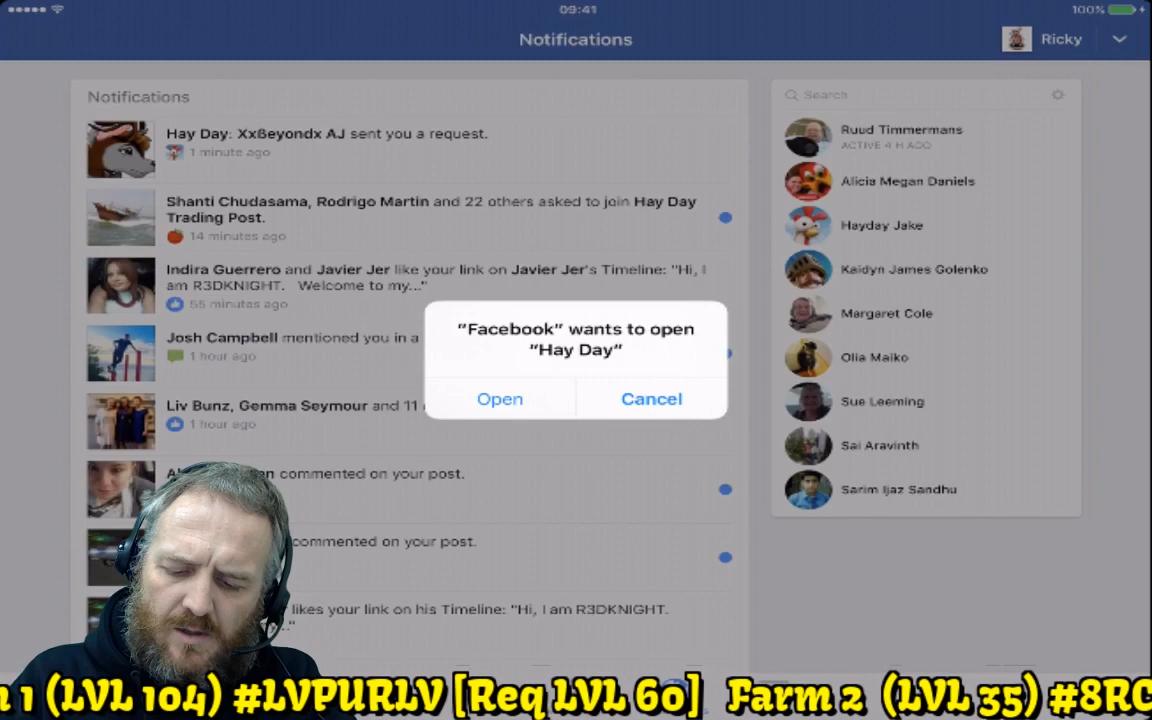 09:41
100%
Notifications
Ricky
Notifications
Hay Day: XxßeyondX AJ sent you a request.
1 minute ago
Shanti Chudasama, Rodrigo Martin and 22 others asked to join Hay Day
Trading Post.
14 minutes ago
Indira Guerrero and Javier Jer like your link on Javier Jer's Timeline: "Hi, I
am R3DKNIGHT. Welcome to my..."
55 minutes ago
Josh Campbell mentioned you in a
1 hour ago
Liv Bunz, Gemma Seymour and 11
1 hour ago
commented on your post.
commented on your post.
likes your link on his Timeline: "Hi, I am R3DKNIGHT.
"Facebook" wants to open
"Hay Day"
Open
Cancel
Search
Ruud Timmermans
ACTIVE 4 H AGO
Alicia Megan Daniels
Hayday Jake
Kaidyn James Golenko
Margaret Cole
Olia Maiko
Sue Leeming
Sai Aravinth
Sarim Ijaz Sandhu
1 (LVL 104) #LVPURLV [Req LVL 60] Farm 2 (LVL 35) #8RC